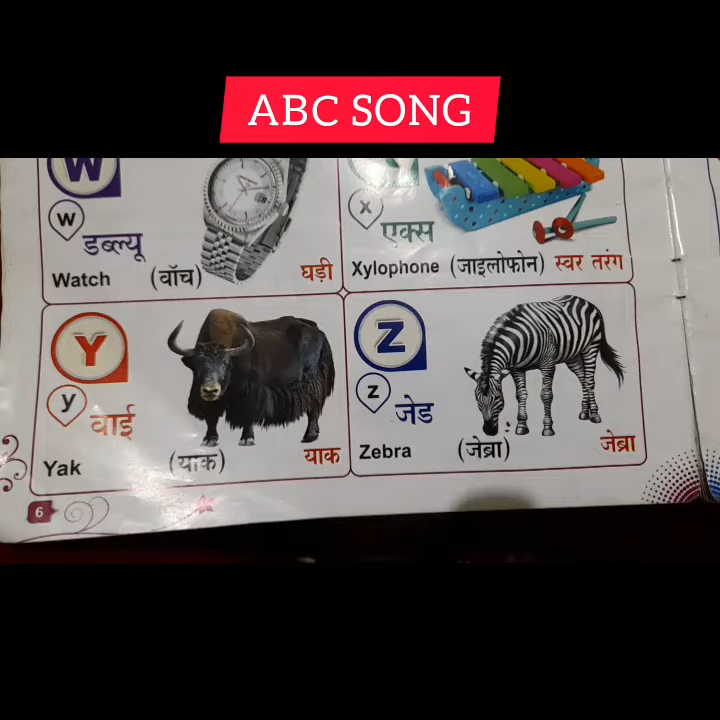 ABC SONG
W
w
डब्ल्यू
Watch (वॉच) घड़ी
x
एक्स
Xylophone (जाइलोफोन) स्वर तरंग
Y
y
वाई
Yak (याक) याक
Z
z
जेड
Zebra (जेब्रा) जेब्रा
6